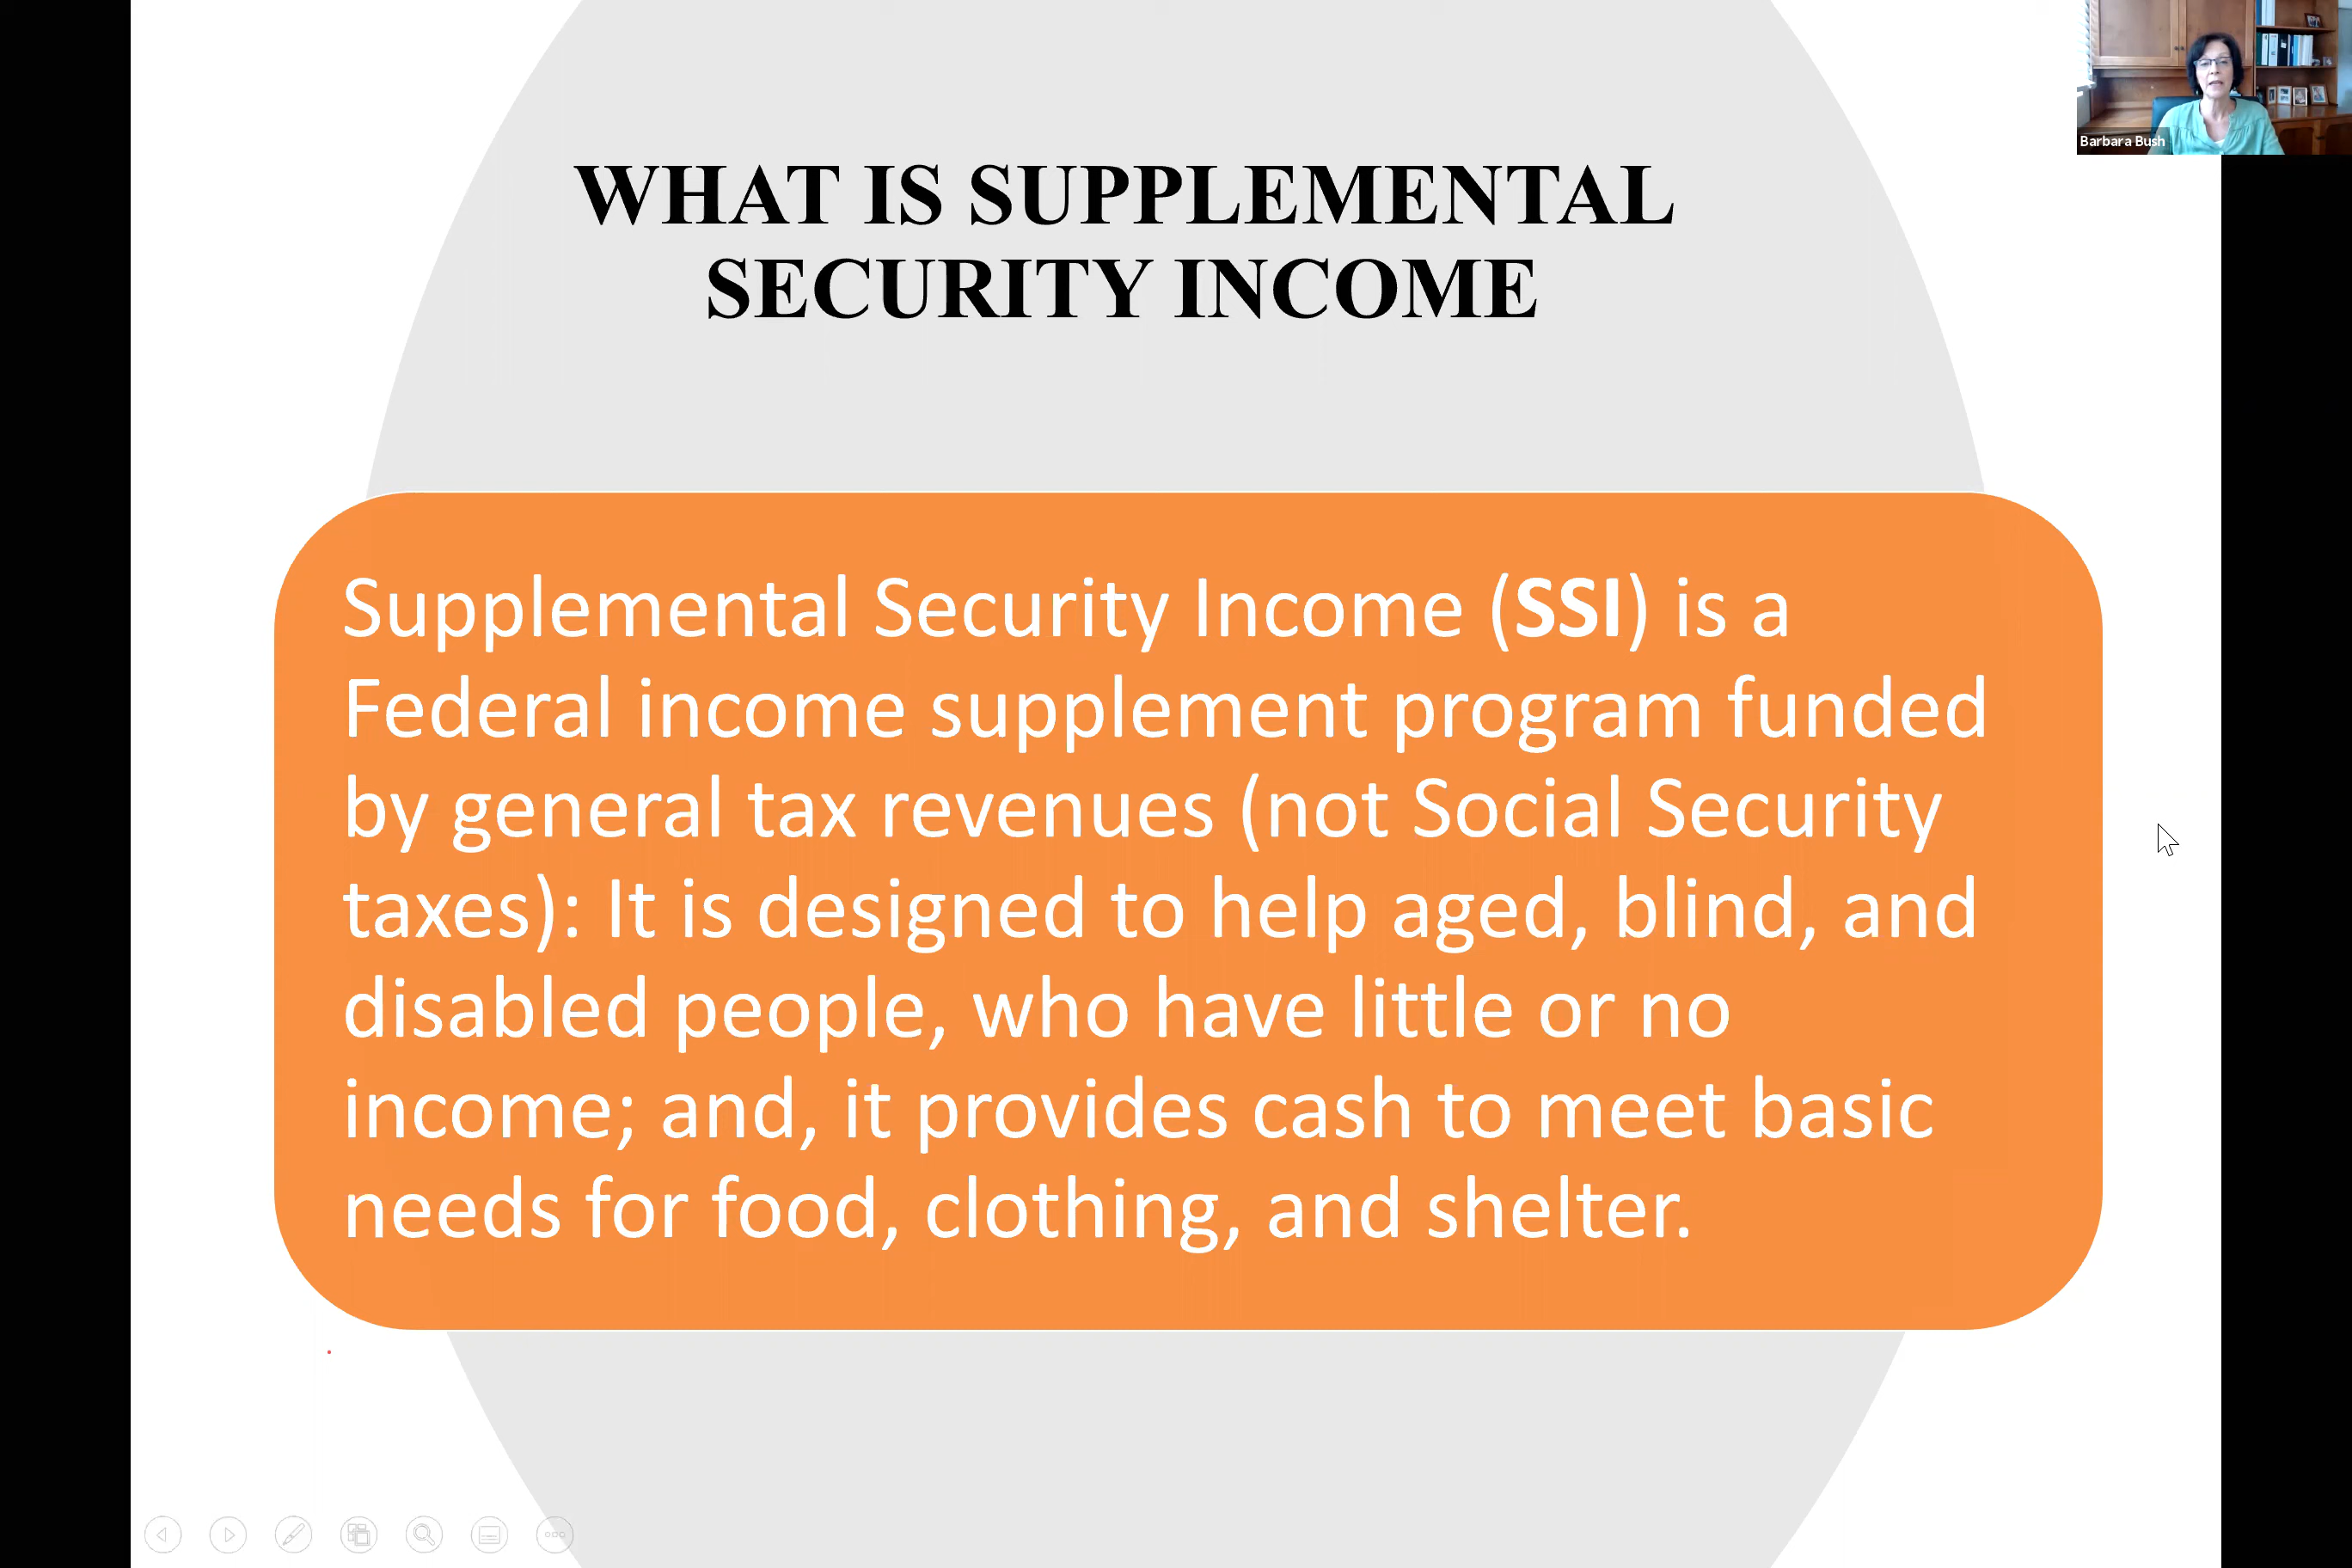 Barbara Bush
WHAT IS SUPPLEMENTAL
SECURITY INCOME
Supplemental Security Income (SSI) is a
Federal income supplement program funded
by general tax revenues (not Social Security
taxes): It is designed to help aged, blind, and
disabled people, who have little or no
income; and, it provides cash to meet basic
needs for food, clothing, and shelter.